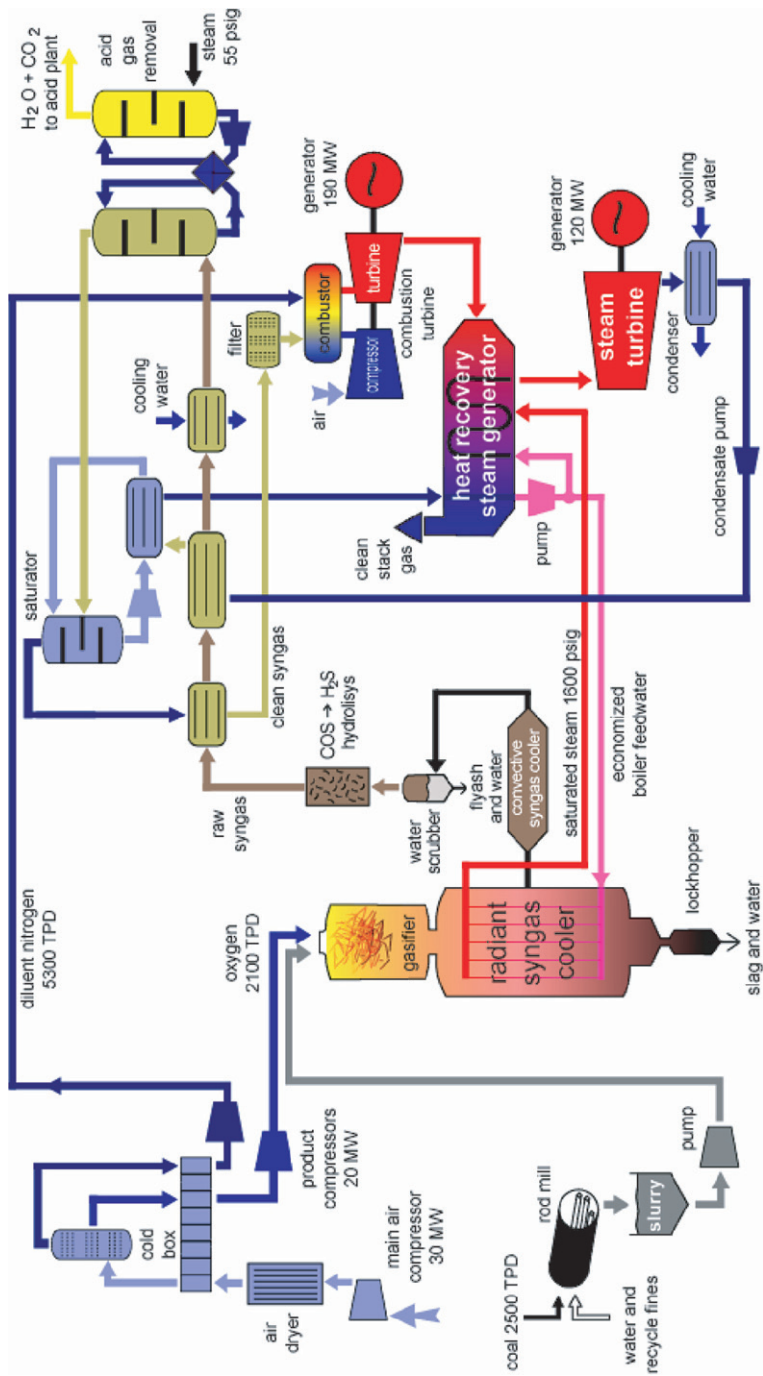 diluent nitrogen
5300 TPD
H2 O + CO2
to acid plant
acid
gas
removal
steam
55 psig
saturator
cooling
water
filter
clean syngas
raw
syngas
COS → H2S
hydrolisys
water
scrubber
flyash
and water
convective
syngas cooler
combustor
compressor
turbine
combustion
turbine
air
generator
190 MW
clean
stack
gas
heat recovery
steam generator
pump
saturated steam 1600 psig
economized
boiler feedwater
steam
turbine
generator
120 MW
cooling
water
condenser
condensate pump
cold
box
air
dryer
main air
compressor
30 MW
product
compressors
20 MW
oxygen
2100 TPD
gasifier
radiant
syngas
cooler
lockhopper
slag and water
coal 2500 TPD
water and
recycle fines
rod mill
slurry
pump